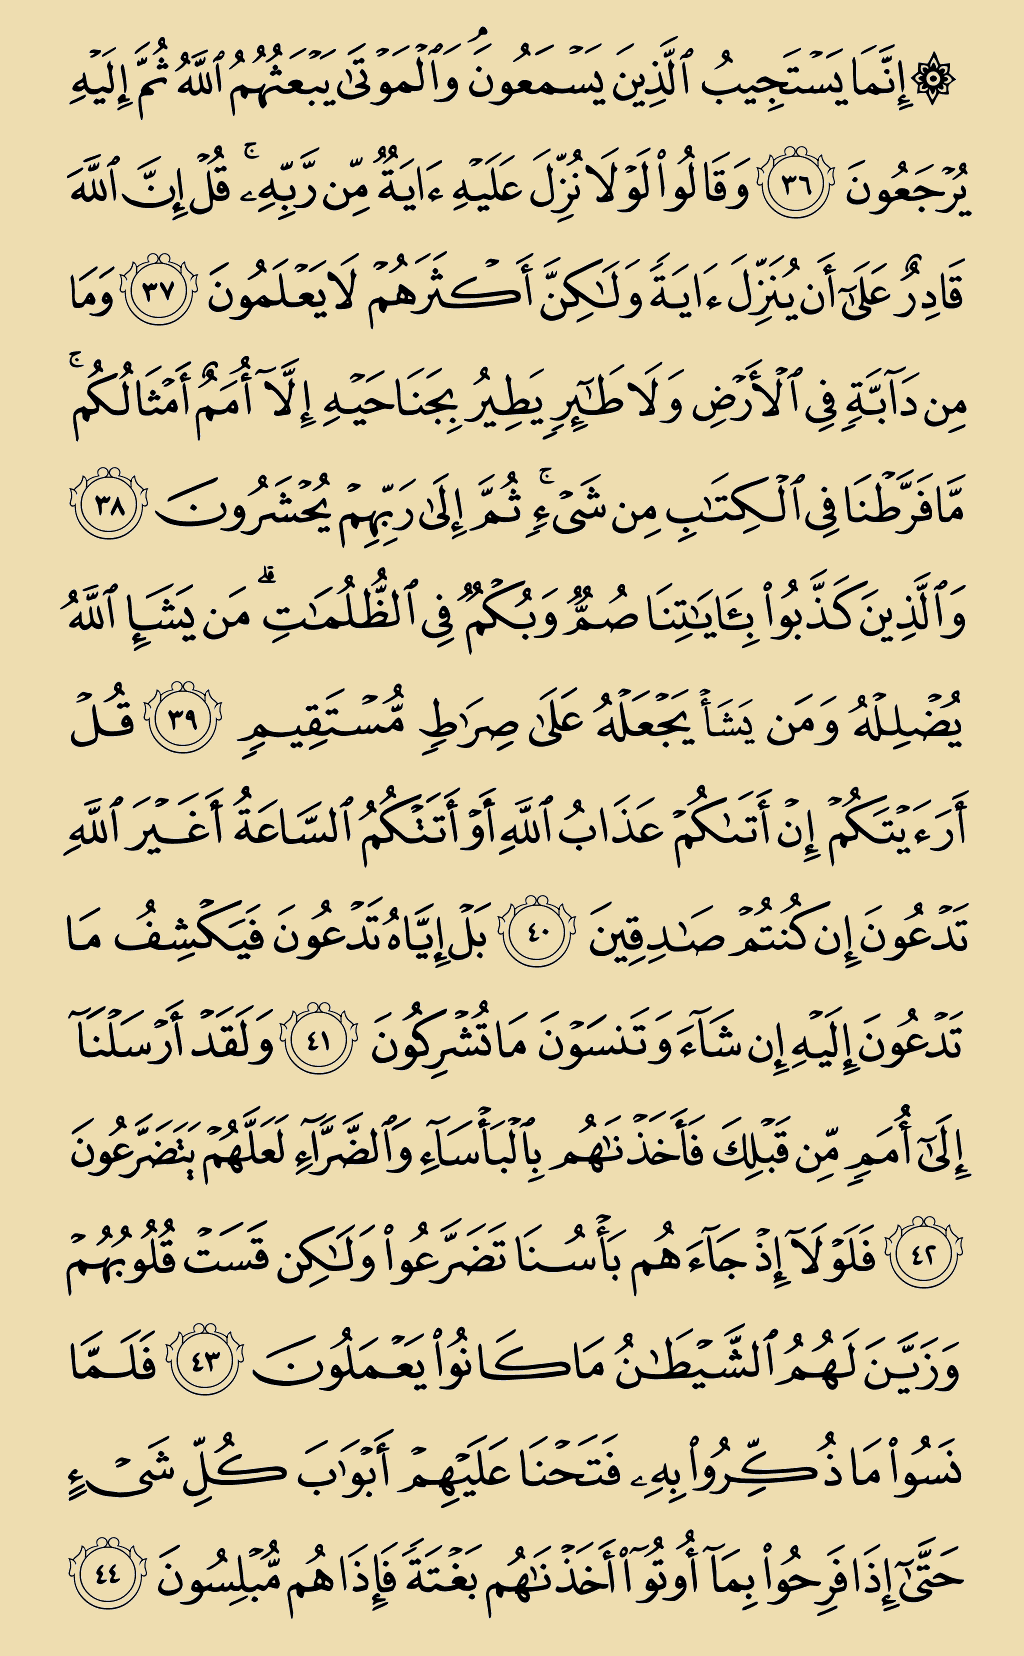 ۞ إِنَّمَا يَسْتَجِيبُ ٱلَّذِينَ يَسْمَعُونَۘ وَٱلْمَوْتَىٰ يَبْعَثُهُمُ ٱللَّهُ ثُمَّ إِلَيْهِ
يُرْجَعُونَ ٣٦ وَقَالُوا۟ لَوْلَا نُزِّلَ عَلَيْهِ ءَايَةٌ مِّن رَّبِّهِۦۚ قُلْ إِنَّ ٱللَّهَ
قَادِرٌ عَلَىٰٓ أَن يُنَزِّلَ ءَايَةً وَلَـٰكِنَّ أَكْثَرَهُمْ لَا يَعْلَمُونَ ٣٧ وَمَا
مِن دَآبَّةٍ فِى ٱلْأَرْضِ وَلَا طَـٰٓئِرٍ يَطِيرُ بِجَنَاحَيْهِ إِلَّآ أُمَمٌ أَمْثَالُكُمۚ
مَّا فَرَّطْنَا فِى ٱلْكِتَـٰبِ مِن شَىْءٍۚ ثُمَّ إِلَىٰ رَبِّهِمْ يُحْشَرُونَ ٣٨
وَٱلَّذِينَ كَذَّبُوا۟ بِـَٔايَـٰتِنَا صُمٌّ وَبُكْمٌ فِى ٱلظُّلُمَـٰتِۗ مَن يَشَإِ ٱللَّهُ
يُضْلِلْهُ وَمَن يَشَأْ يَجْعَلْهُ عَلَىٰ صِرَٰطٍ مُّسْتَقِيمٍ ٣٩ قُلْ
أَرَءَيْتَكُمْ إِنْ أَتَىٰكُمْ عَذَابُ ٱللَّهِ أَوْ أَتَتْكُمُ ٱلسَّاعَةُ أَغَيْرَ ٱللَّهِ
تَدْعُونَ إِن كُنتُمْ صَـٰدِقِينَ ٤٠ بَلْ إِيَّاهُ تَدْعُونَ فَيَكْشِفُ مَا
تَدْعُونَ إِلَيْهِ إِن شَآءَ وَتَنسَوْنَ مَا تُشْرِكُونَ ٤١ وَلَقَدْ أَرْسَلْنَآ
إِلَىٰٓ أُمَمٍ مِّن قَبْلِكَ فَأَخَذْنَـٰهُم بِٱلْبَأْسَآءِ وَٱلضَّرَّآءِ لَعَلَّهُمْ يَتَضَرَّعُونَ
٤٢ فَلَوْلَآ إِذْ جَآءَهُم بَأْسُنَا تَضَرَّعُوا۟ وَلَـٰكِن قَسَتْ قُلُوبُهُمْ
وَزَيَّنَ لَهُمُ ٱلشَّيْطَـٰنُ مَا كَانُوا۟ يَعْمَلُونَ ٤٣ فَلَمَّا
نَسُوا۟ مَا ذُكِّرُوا۟ بِهِۦ فَتَحْنَا عَلَيْهِمْ أَبْوَٰبَ كُلِّ شَىْءٍ
حَتَّىٰٓ إِذَا فَرِحُوا۟ بِمَآ أُوتُوٓا۟ أَخَذْنَـٰهُم بَغْتَةً فَإِذَا هُم مُّبْلِسُونَ ٤٤